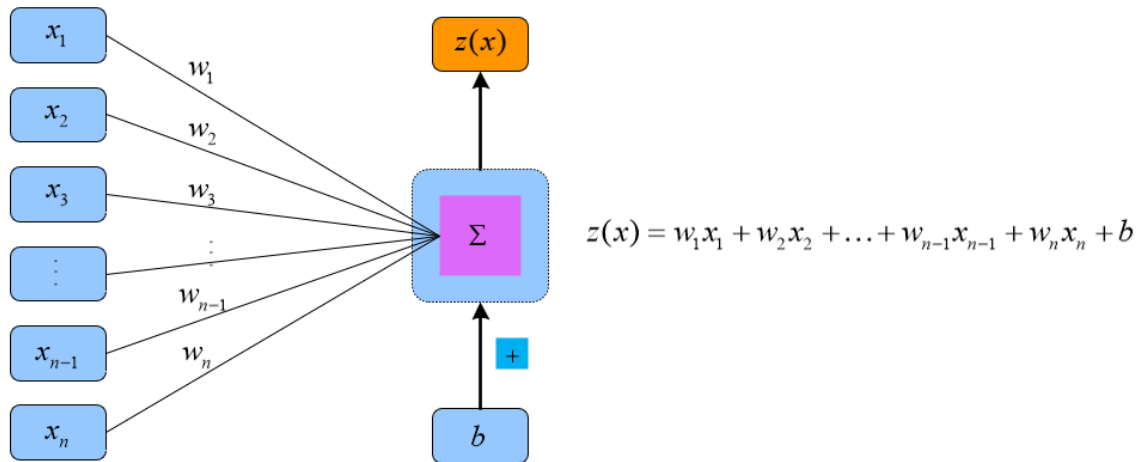 x₁
w₁
z(x)
x₂
w₂
x₃
w₃
Σ
z(x) = w₁x₁ + w₂x₂ + … + wₙ₋₁xₙ₋₁ + wₙxₙ + b
⋮
⋮
wₙ₋₁
xₙ₋₁
wₙ
+
xₙ
b